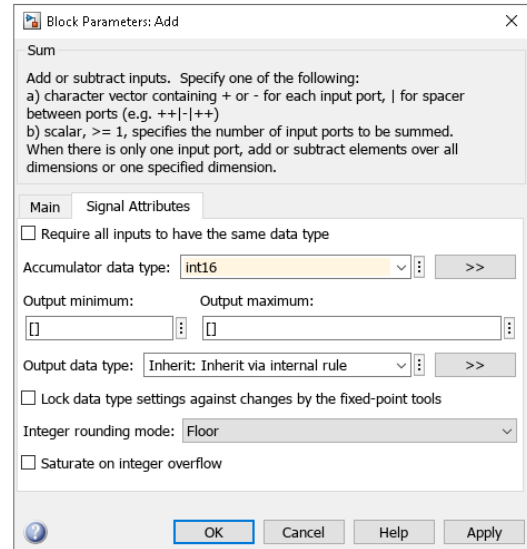 Block Parameters: Add
Sum
Add or subtract inputs.  Specify one of the following:
a) character vector containing + or - for each input port, | for spacer
between ports (e.g. ++|-|++)
b) scalar, >= 1, specifies the number of input ports to be summed.
When there is only one input port, add or subtract elements over all
dimensions or one specified dimension.
Main Signal Attributes
Require all inputs to have the same data type
Accumulator data type: int16 >>
Output minimum: Output maximum:
[] []
Output data type: Inherit: Inherit via internal rule >>
Lock data type settings against changes by the fixed-point tools
Integer rounding mode: Floor
Saturate on integer overflow
OK Cancel Help Apply